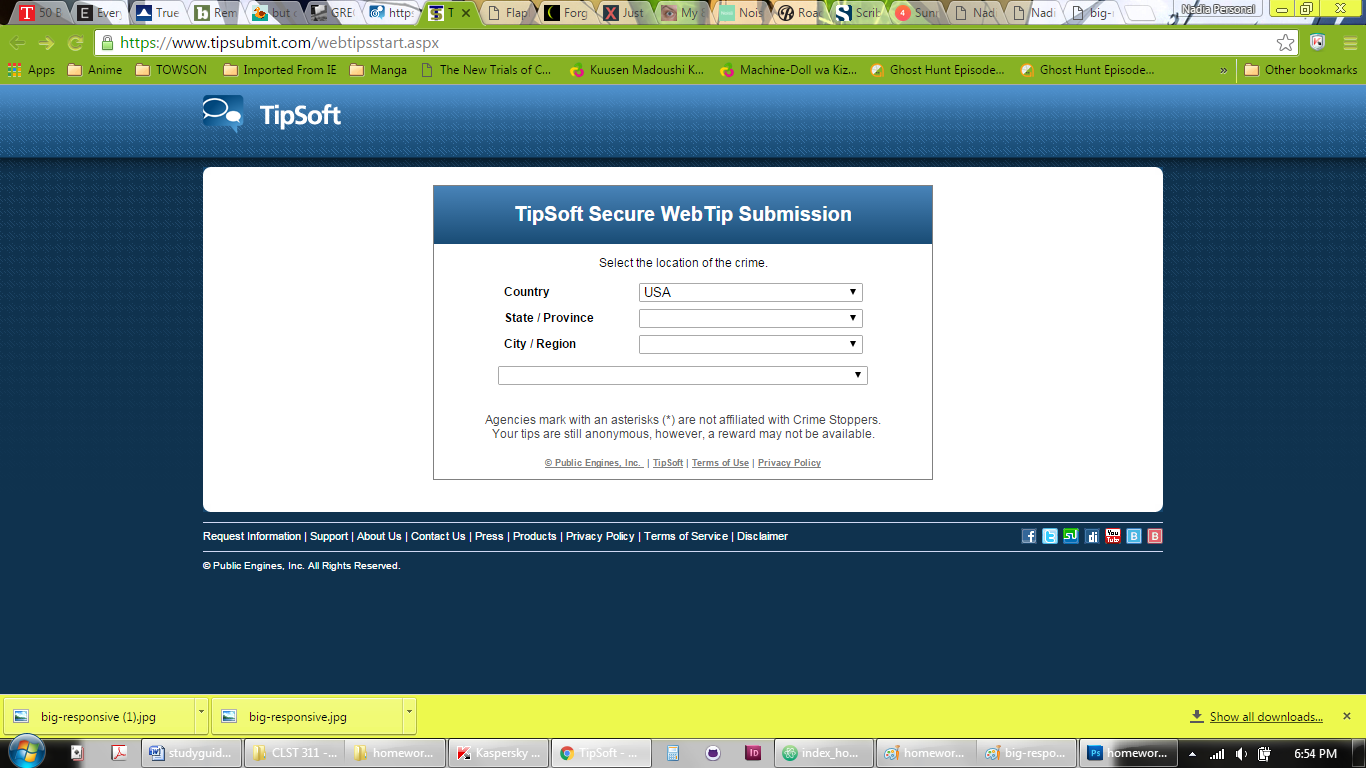 50 B
Ever
True
Rem
but c
GRE
https
T
Flap
Forg
Just
My B
Nois
Roa
Scrib
Sunr
Nad
Nadi
big-r
Nadia Personal
https://www.tipsubmit.com/webtipsstart.aspx
Apps Anime TOWSON Imported From IE Manga The New Trials of C... Kuusen Madoushi K... Machine-Doll wa Kiz... Ghost Hunt Episode... Ghost Hunt Episode... » Other bookmarks
TipSoft
TipSoft Secure WebTip Submission
Select the location of the crime.
Country USA
State / Province
City / Region
Agencies mark with an asterisks (*) are not affiliated with Crime Stoppers.
Your tips are still anonymous, however, a reward may not be available.
© Public Engines, Inc. | TipSoft | Terms of Use | Privacy Policy
Request Information | Support | About Us | Contact Us | Press | Products | Privacy Policy | Terms of Service | Disclaimer
© Public Engines, Inc. All Rights Reserved.
big-responsive (1).jpg big-responsive.jpg Show all downloads...
studyguid... CLST 311 -... homewor... Kaspersky ... TipSoft - ... index_ho... homewor... big-respo... homewor... 6:54 PM